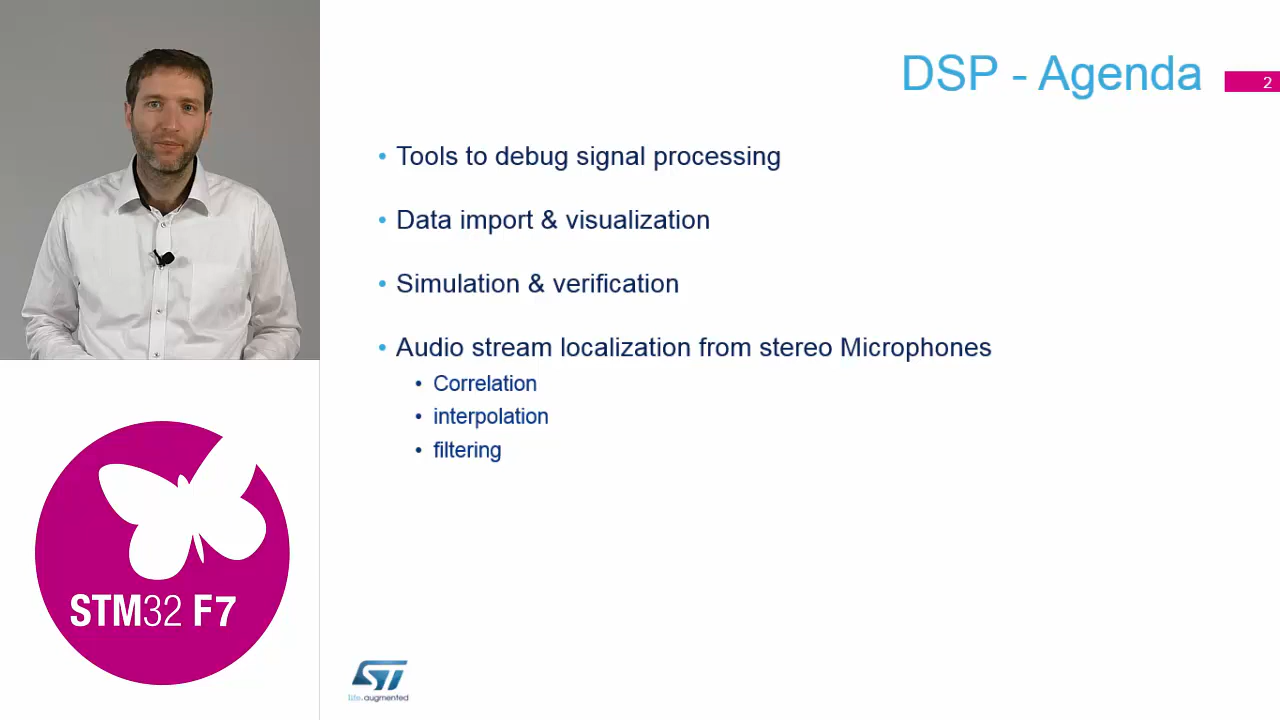 DSP - Agenda
2
• Tools to debug signal processing
• Data import & visualization
• Simulation & verification
• Audio stream localization from stereo Microphones
• Correlation
• interpolation
• filtering
STM32 F7
ST
life.augmented